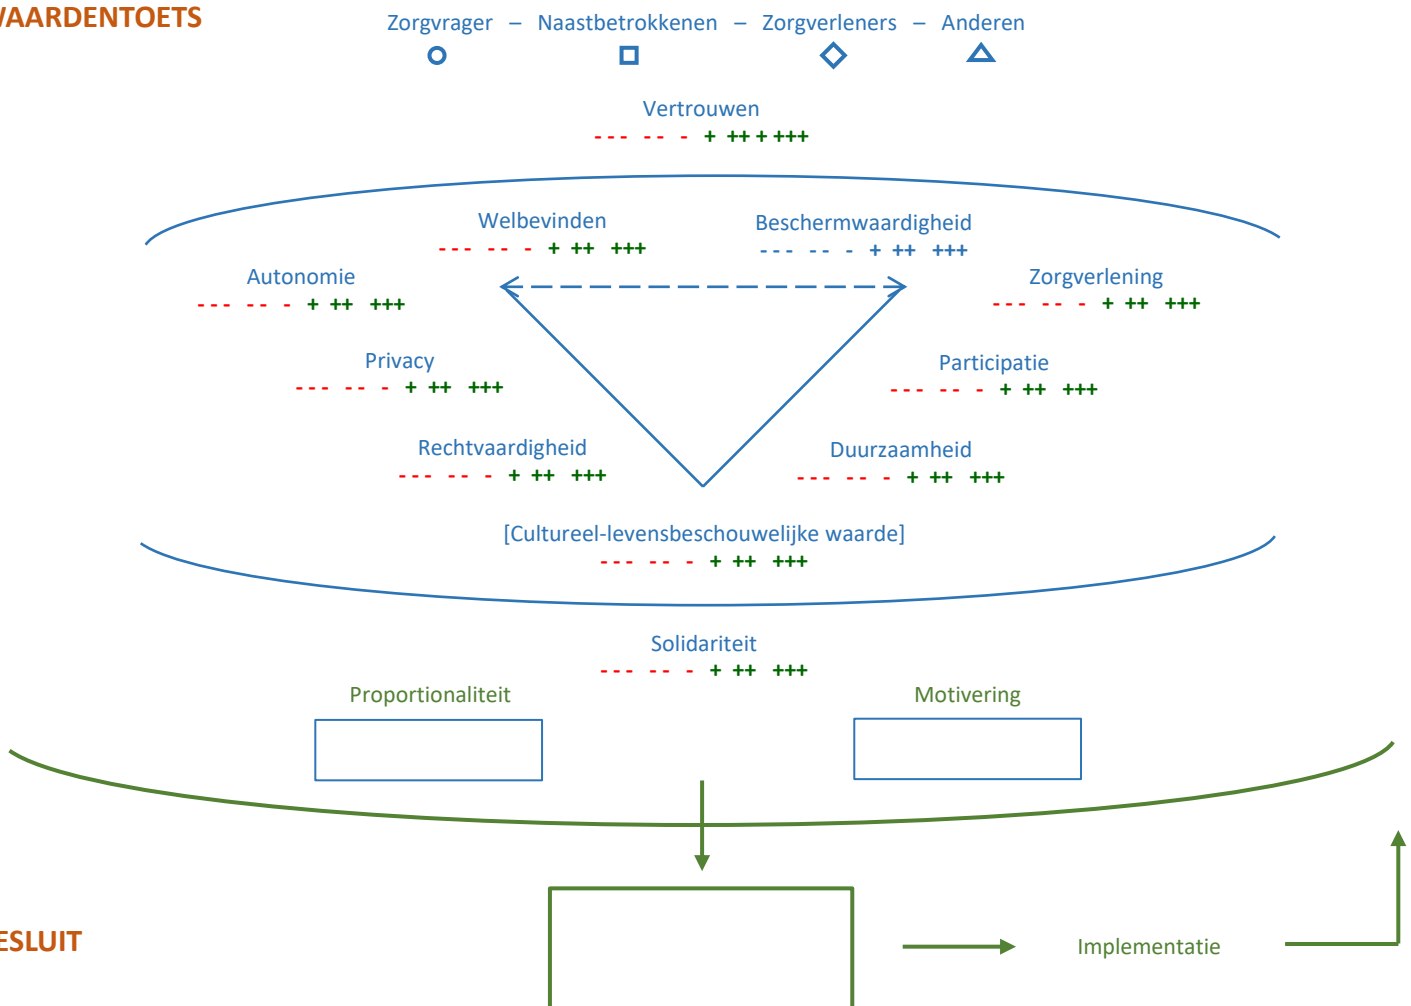 WAARDENTOETS
Zorgvrager – Naastbetrokkenen – Zorgverleners – Anderen
Vertrouwen
- - -  - -  -  +  ++ + +++
Welbevinden
- - -  - -  -  +  ++  +++
Beschermwaardigheid
- - -  - -  -  +  ++  +++
Autonomie
- - -  - -  -  +  ++  +++
Zorgverlening
- - -  - -  -  +  ++  +++
Privacy
- - -  - -  -  +  ++  +++
Participatie
- - -  - -  -  +  ++  +++
Rechtvaardigheid
- - -  - -  -  +  ++  +++
Duurzaamheid
- - -  - -  -  +  ++  +++
[Cultureel-levensbeschouwelijke waarde]
- - -  - -  -  +  ++  +++
Solidariteit
- - -  - -  -  +  ++  +++
Proportionaliteit
Motivering
ESLUIT
Implementatie